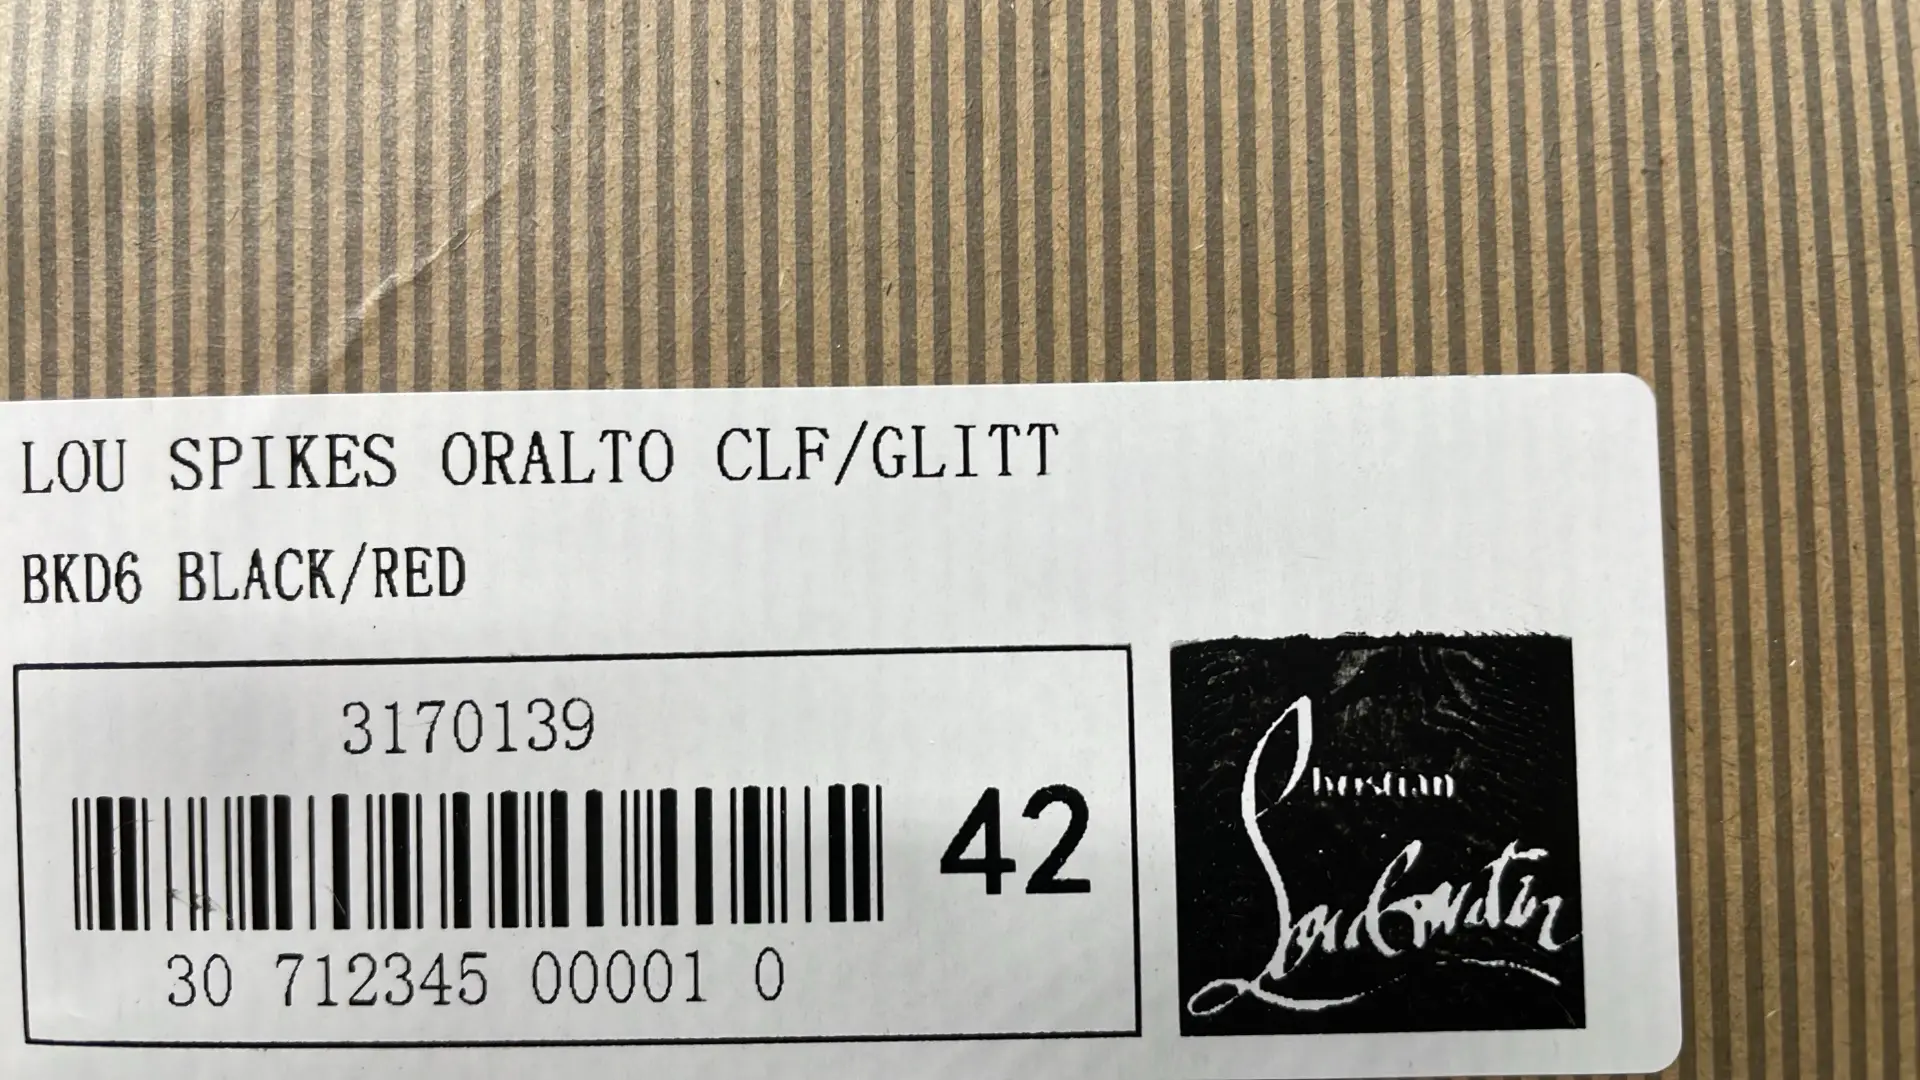 LOU SPIKES ORALTO CLF/GLITT
BKD6 BLACK/RED
3170139
42
30 712345 00001 0
Christian
Louboutin